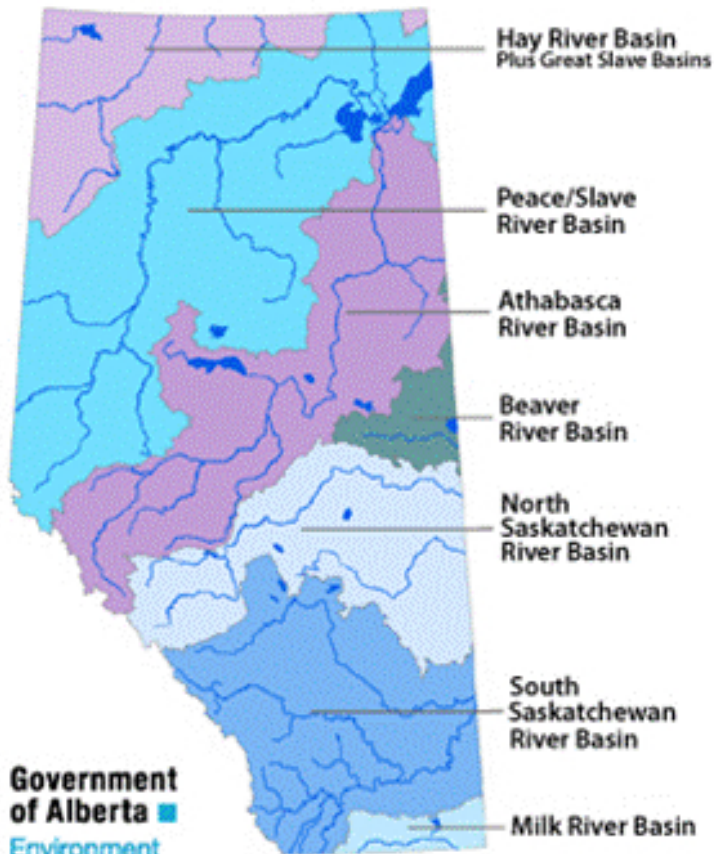 Hay River Basin
Plus Great Slave Basins
Peace/Slave
River Basin
Athabasca
River Basin
Beaver
River Basin
North
Saskatchewan
River Basin
South
Saskatchewan
River Basin
Milk River Basin
Government
of Alberta
Environment